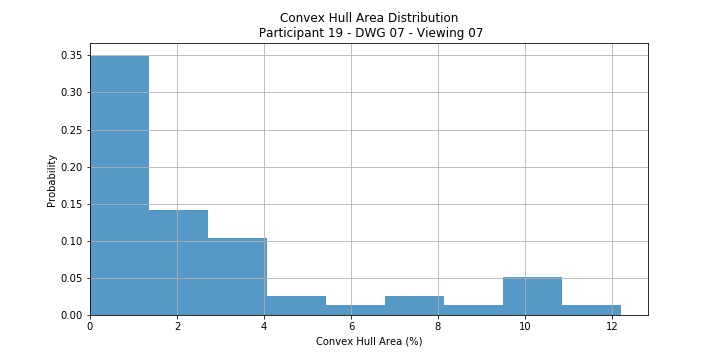 Convex Hull Area Distribution
Participant 19 - DWG 07 - Viewing 07
0.35
0.30
0.25
0.20
0.15
0.10
0.05
0.00
Probability
0 2 4 6 8 10 12
Convex Hull Area (%)